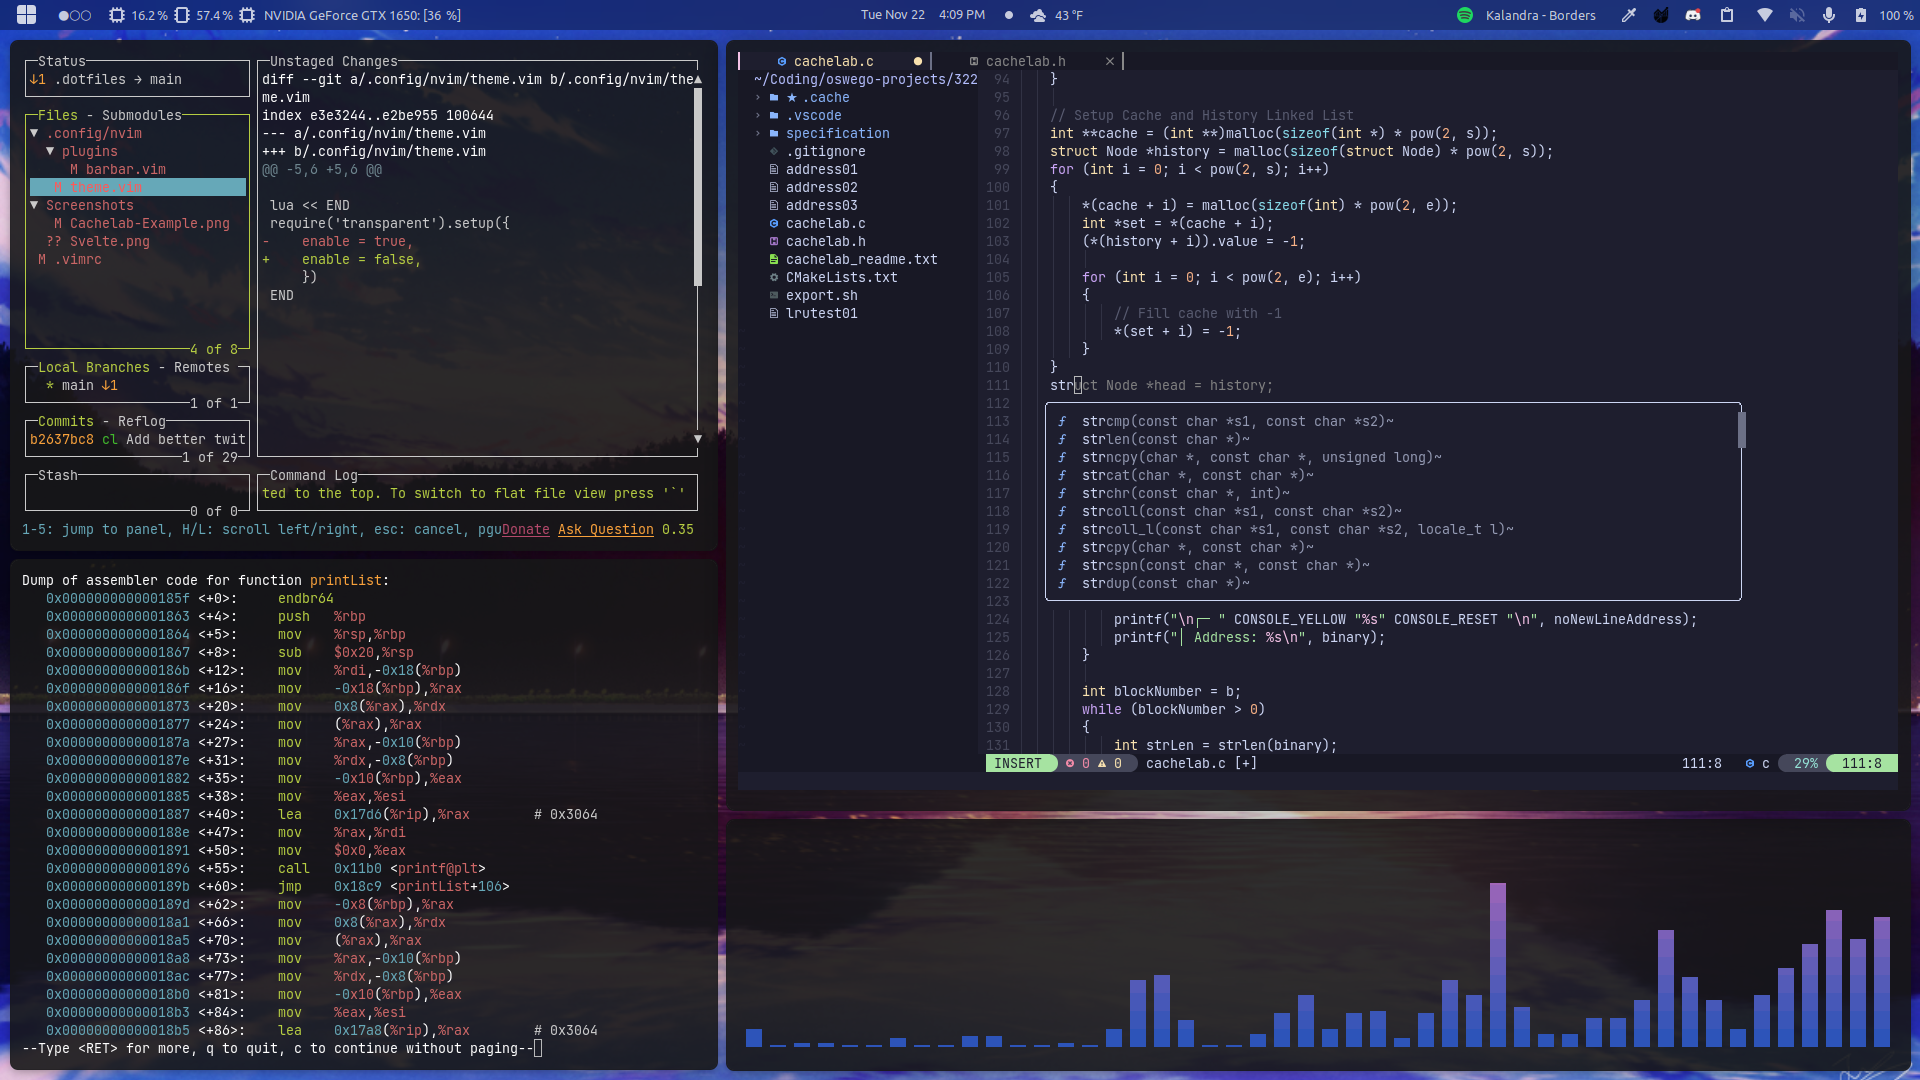 16.2 % 57.4 % NVIDIA GeForce GTX 1650: [36 %]
Tue Nov 22 4:09 PM 43 °F
Kalandra - Borders 100 %
Status
↓1 .dotfiles → main
Files - Submodules
▼ .config/nvim
▼ plugins
M barbar.vim
M theme.vim
▼ Screenshots
M Cachelab-Example.png
?? Svelte.png
M .vimrc
4 of 8
Local Branches - Remotes
* main ↓1
1 of 1
Commits - Reflog
b2637bc8 cl Add better twit
1 of 29
Stash
0 of 0
Unstaged Changes
diff --git a/.config/nvim/theme.vim b/.config/nvim/the
me.vim
index e3e3244..e2be955 100644
--- a/.config/nvim/theme.vim
+++ b/.config/nvim/theme.vim
@@ -5,6 +5,6 @@
lua << END
require('transparent').setup({
-    enable = true,
+    enable = false,
})
END
Command Log
ted to the top. To switch to flat file view press '`'
1-5: jump to panel, H/L: scroll left/right, esc: cancel, pguDonate Ask Question 0.35
Dump of assembler code for function printList:
0x000000000000185f <+0>:     endbr64
0x0000000000001863 <+4>:     push   %rbp
0x0000000000001864 <+5>:     mov    %rsp,%rbp
0x0000000000001867 <+8>:     sub    $0x20,%rsp
0x000000000000186b <+12>:    mov    %rdi,-0x18(%rbp)
0x000000000000186f <+16>:    mov    -0x18(%rbp),%rax
0x0000000000001873 <+20>:    mov    0x8(%rax),%rdx
0x0000000000001877 <+24>:    mov    (%rax),%rax
0x000000000000187a <+27>:    mov    %rax,-0x10(%rbp)
0x000000000000187e <+31>:    mov    %rdx,-0x8(%rbp)
0x0000000000001882 <+35>:    mov    -0x10(%rbp),%eax
0x0000000000001885 <+38>:    mov    %eax,%esi
0x0000000000001887 <+40>:    lea    0x17d6(%rip),%rax        # 0x3064
0x000000000000188e <+47>:    mov    %rax,%rdi
0x0000000000001891 <+50>:    mov    $0x0,%eax
0x0000000000001896 <+55>:    call   0x11b0 <printf@plt>
0x000000000000189b <+60>:    jmp    0x18c9 <printList+106>
0x000000000000189d <+62>:    mov    -0x8(%rbp),%rax
0x00000000000018a1 <+66>:    mov    0x8(%rax),%rdx
0x00000000000018a5 <+70>:    mov    (%rax),%rax
0x00000000000018a8 <+73>:    mov    %rax,-0x10(%rbp)
0x00000000000018ac <+77>:    mov    %rdx,-0x8(%rbp)
0x00000000000018b0 <+81>:    mov    -0x10(%rbp),%eax
0x00000000000018b3 <+84>:    mov    %eax,%esi
0x00000000000018b5 <+86>:    lea    0x17a8(%rip),%rax        # 0x3064
--Type <RET> for more, q to quit, c to continue without paging--
cachelab.c ● cachelab.h ×
~/Coding/oswego-projects/322
› ★ .cache
› .vscode
› specification
.gitignore
address01
address02
address03
cachelab.c
cachelab.h
cachelab_readme.txt
CMakeLists.txt
export.sh
lrutest01
94 }
95
96 // Setup Cache and History Linked List
97 int **cache = (int **)malloc(sizeof(int *) * pow(2, s));
98 struct Node *history = malloc(sizeof(struct Node) * pow(2, s));
99 for (int i = 0; i < pow(2, s); i++)
100 {
101 *(cache + i) = malloc(sizeof(int) * pow(2, e));
102 int *set = *(cache + i);
103 (*(history + i)).value = -1;
104
105 for (int i = 0; i < pow(2, e); i++)
106 {
107 // Fill cache with -1
108 *(set + i) = -1;
109 }
110 }
111 struct Node *head = history;
112
113 ƒ strcmp(const char *s1, const char *s2)~
114 ƒ strlen(const char *)~
115 ƒ strncpy(char *, const char *, unsigned long)~
116 ƒ strcat(char *, const char *)~
117 ƒ strchr(const char *, int)~
118 ƒ strcoll(const char *s1, const char *s2)~
119 ƒ strcoll_l(const char *s1, const char *s2, locale_t l)~
120 ƒ strcpy(char *, const char *)~
121 ƒ strcspn(const char *, const char *)~
122 ƒ strdup(const char *)~
123
124 printf("\n┌─ " CONSOLE_YELLOW "%s" CONSOLE_RESET "\n", noNewLineAddress);
125 printf("│ Address: %s\n", binary);
126 }
127
128 int blockNumber = b;
129 while (blockNumber > 0)
130 {
131 int strLen = strlen(binary);
INSERT 0 0 cachelab.c [+] 111:8 c 29% 111:8